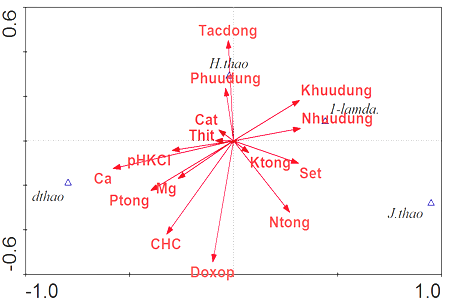 0.6
Tacdong
H.thao
Phuudung
Khuudung
1-lamda.
Nhuudung
Cat
Thit
pHKCl
Ktong
Ca
Mg
Set
dthao
Ptong
J.thao
Ntong
CHC
Doxop
-0.6
-1.0
1.0